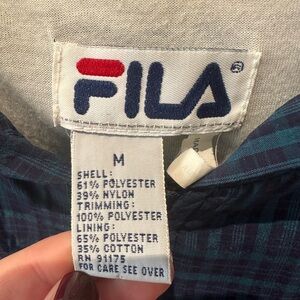 FILA®
M
SHELL:
61% POLYESTER
39% NYLON
TRIMMING:
100% POLYESTER
LINING:
65% POLYESTER
35% COTTON
RN 91175
FOR CARE SEE OVER